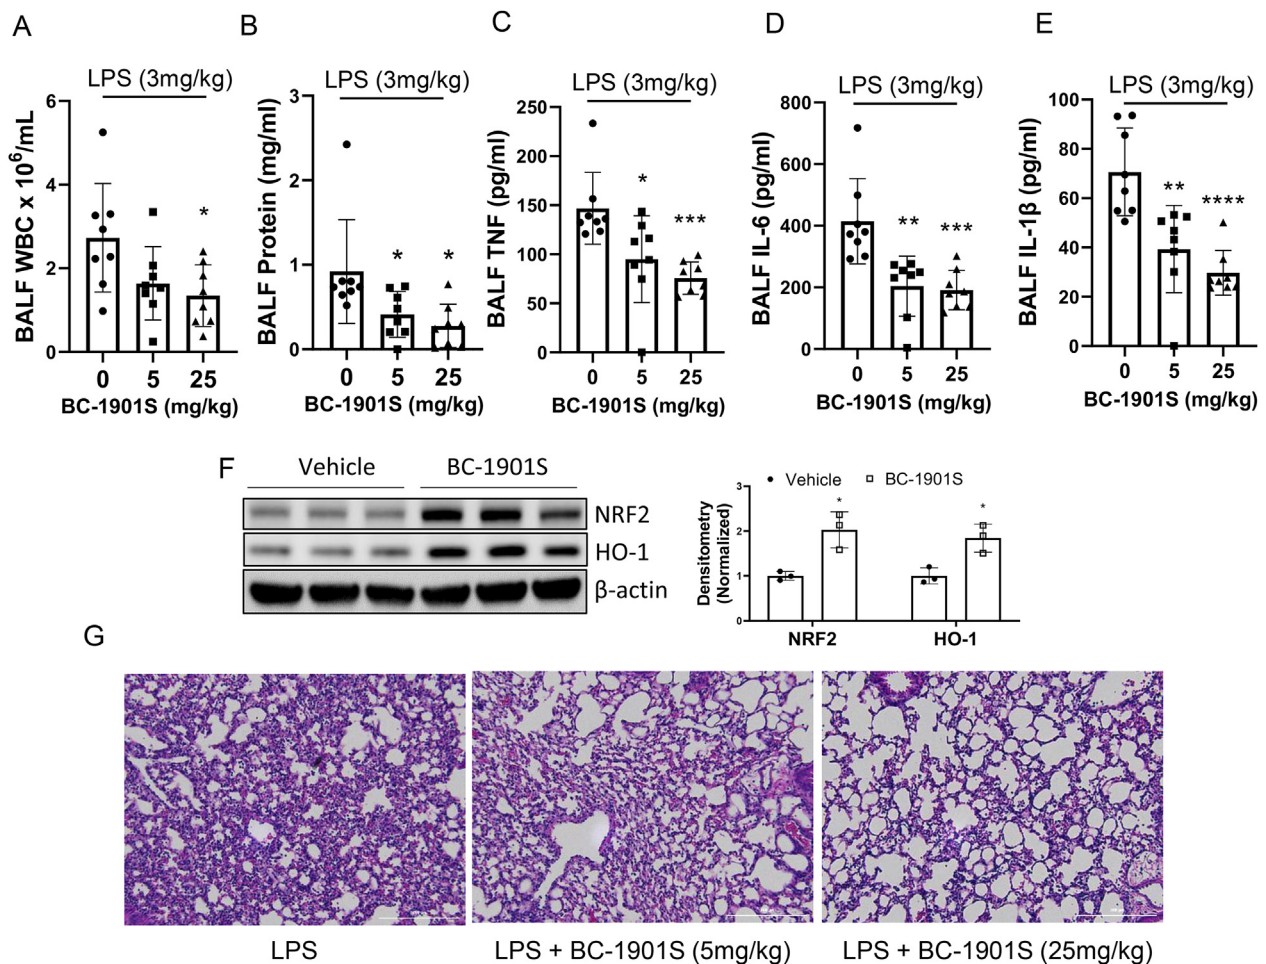 A
LPS (3mg/kg)
BALF WBC x 10⁶/mL
6
4
2
0
0 5 25
BC-1901S (mg/kg)
*
B
LPS (3mg/kg)
BALF Protein (mg/ml)
3
2
1
0
0 5 25
BC-1901S (mg/kg)
* *
C
LPS (3mg/kg)
BALF TNF (pg/ml)
250
200
150
100
50
0
0 5 25
BC-1901S (mg/kg)
* ***
D
LPS (3mg/kg)
BALF IL-6 (pg/ml)
800
600
400
200
0
0 5 25
BC-1901S (mg/kg)
** ***
E
LPS (3mg/kg)
BALF IL-1β (pg/ml)
100
80
60
40
20
0
0 5 25
BC-1901S (mg/kg)
** ****
F
Vehicle BC-1901S
NRF2
HO-1
β-actin
Vehicle BC-1901S
Densitometry
(Normalized)
3
2
1
0
* *
NRF2 HO-1
G
LPS
LPS + BC-1901S (5mg/kg)
LPS + BC-1901S (25mg/kg)